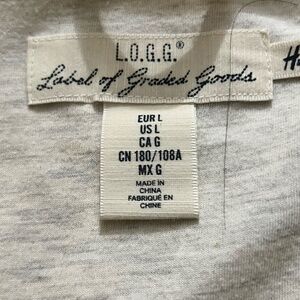 L.O.G.G.®
Label of Graded Goods
H
EUR L
US L
CA G
CN 180/108A
MX G
MADE IN
CHINA
FABRIQUÉ EN
CHINE